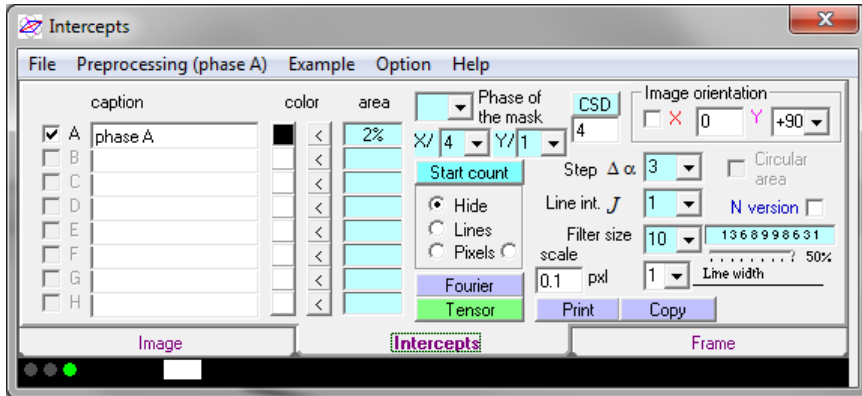 Intercepts
File Preprocessing (phase A) Example Option Help
caption color area
Phase of the mask
CSD
Image orientation
A phase A < 2%
X 0 Y +90
X/ 4 Y/ 1
4
B <
C <
D <
E <
F <
G <
H <
Start count
Step Δ α 3
Circular area
Hide
Line int. J 1
N version
Lines
Filter size 10
1368998631
Pixels
scale
? 50%
0.1 pxl
1
Line width
Fourier
Tensor
Print
Copy
Image
Intercepts
Frame